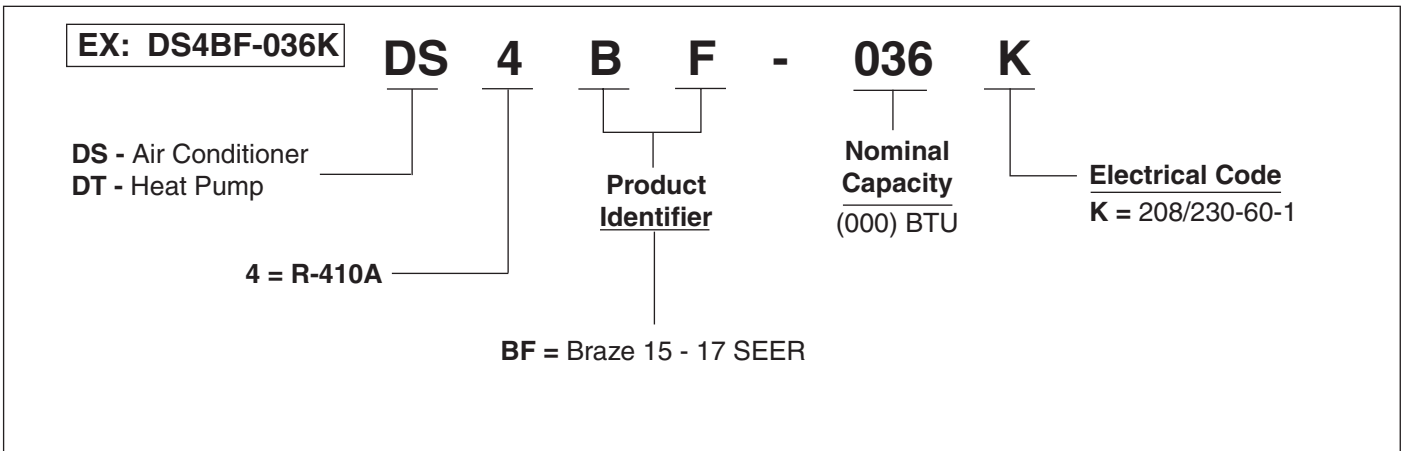 EX: DS4BF-036K
DS 4 B F - 036 K
DS - Air Conditioner
DT - Heat Pump
4 = R-410A
Product
Identifier
BF = Braze 15 - 17 SEER
Nominal
Capacity
(000) BTU
Electrical Code
K = 208/230-60-1